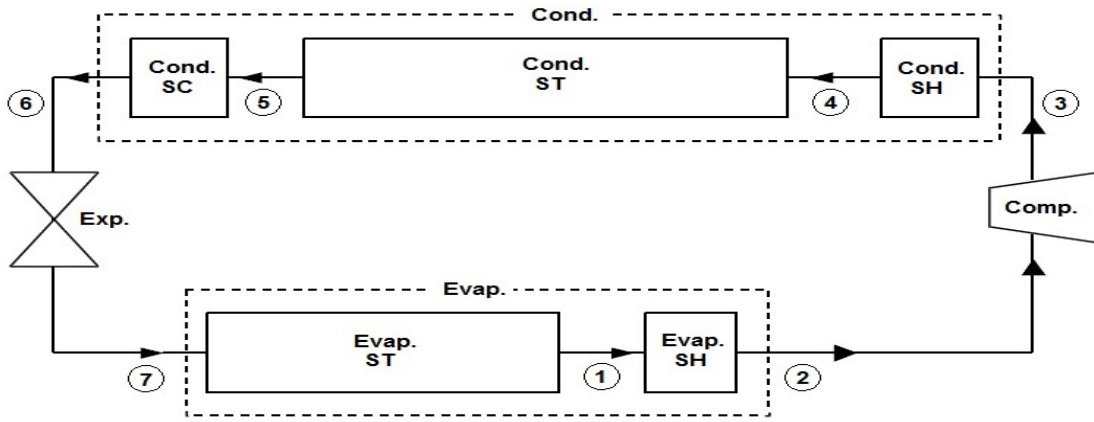 Cond.
Cond.
SC
Cond.
ST
Cond.
SH
6
5
4
3
Exp.
Comp.
Evap.
Evap.
ST
Evap.
SH
7
1
2